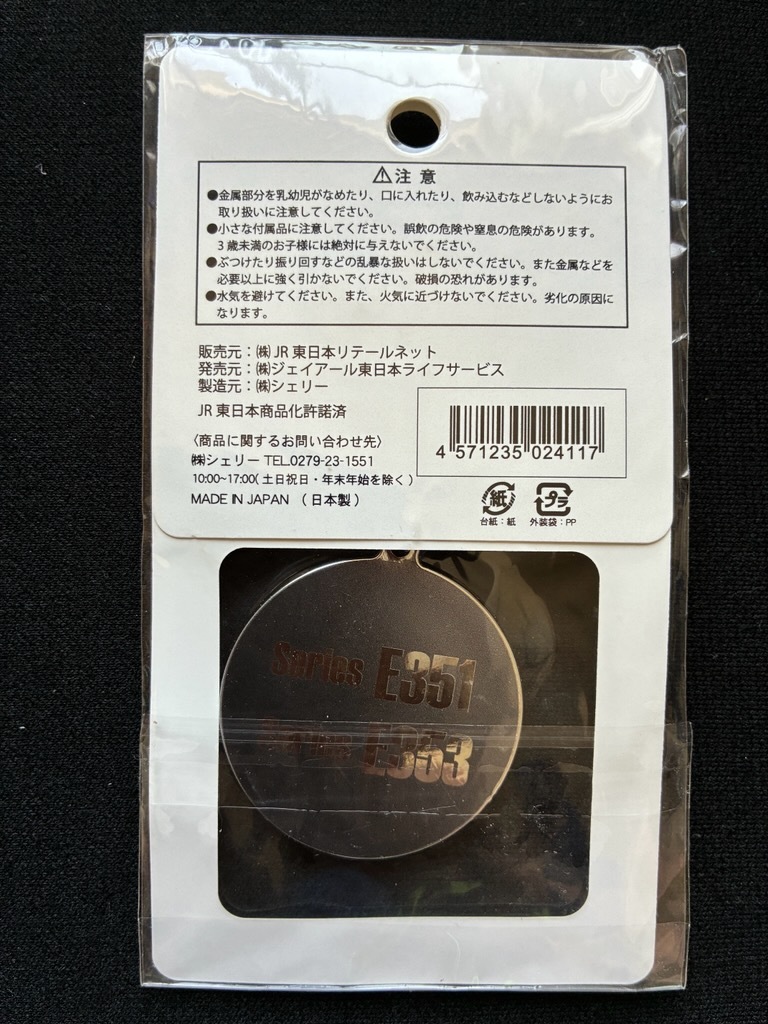 ⚠注意
●金属部分を乳幼児がなめたり、口に入れたり、飲み込むなどしないようにお
取り扱いに注意してください。
●小さな付属品に注意してください。誤飲の危険や窒息の危険があります。
3歳未満のお子様には絶対に与えないでください。
●ぶつけたり振り回すなどの乱暴な扱いはしないでください。また金属などを
必要以上に強く引かないでください。破損の恐れがあります。
●水気を避けてください。また、火気に近づけないでください。劣化の原因に
なります。
販売元：㈱JR東日本リテールネット
発売元：㈱ジェイアール東日本ライフサービス
製造元：㈱シェリー
JR東日本商品化許諾済
〈商品に関するお問い合わせ先〉
㈱シェリー TEL.0279-23-1551
10:00~17:00(土日祝日・年末年始を除く)
MADE IN JAPAN （日本製）
4 571235 024117
紙 プラ
台紙：紙 外装袋：PP
Series E351
Series E353